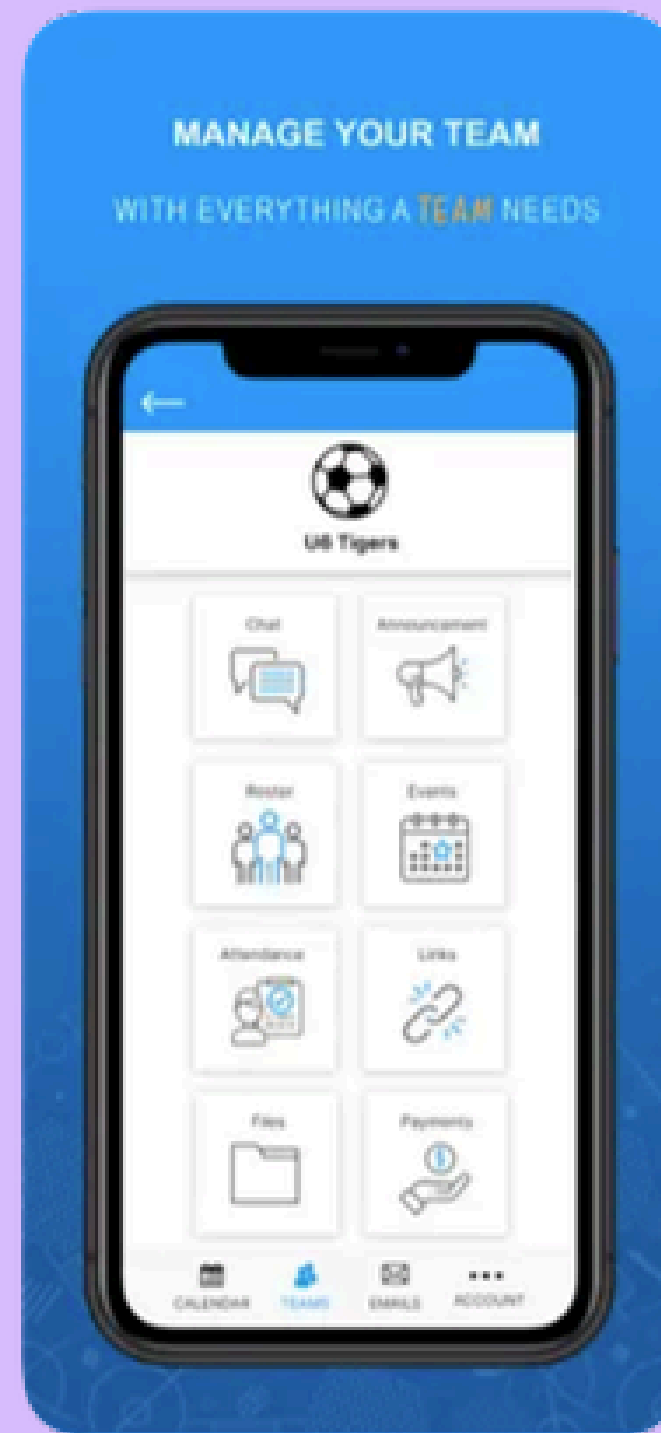 MANAGE YOUR TEAM
WITH EVERYTHING A TEAM NEEDS
U6 Tigers
Chat Announcement
Roster Events
Attendance Links
Files Payments
CALENDAR TEAMS EMAILS ACCOUNT